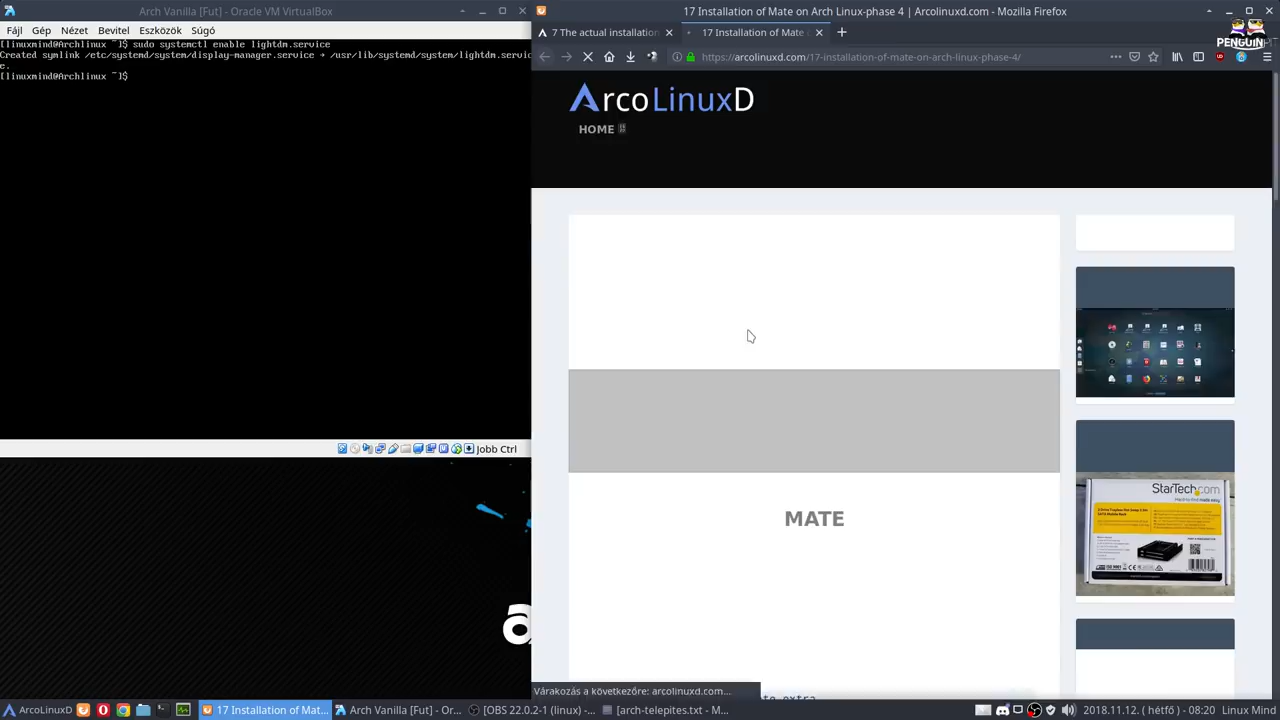 Arch Vanilla [Fut] - Oracle VM VirtualBox
Fájl Gép Nézet Bevitel Eszközök Súgó
[linuxmind@Archlinux ~]$ sudo systemctl enable lightdm.service
Created symlink /etc/systemd/system/display-manager.service → /usr/lib/systemd/system/lightdm.servic
e.
[linuxmind@Archlinux ~]$
Jobb Ctrl
a
17 Installation of Mate on Arch Linux-phase 4 | Arcolinuxd.com - Mozilla Firefox
7 The actual installation
17 Installation of Mate
PENGUIN
https://arcolinuxd.com/17-installation-of-mate-on-arch-linux-phase-4/
ArcoLinuxD
HOME
StarTech.com
MATE
Várakozás a következőre: arcolinuxd.com...
ArcoLinuxD
17 Installation of Mat...
Arch Vanilla [Fut] - Or...
[OBS 22.0.2-1 (linux) -...
[arch-telepites.txt - M...
2018.11.12. ( hétfő ) - 08:20 Linux Mind